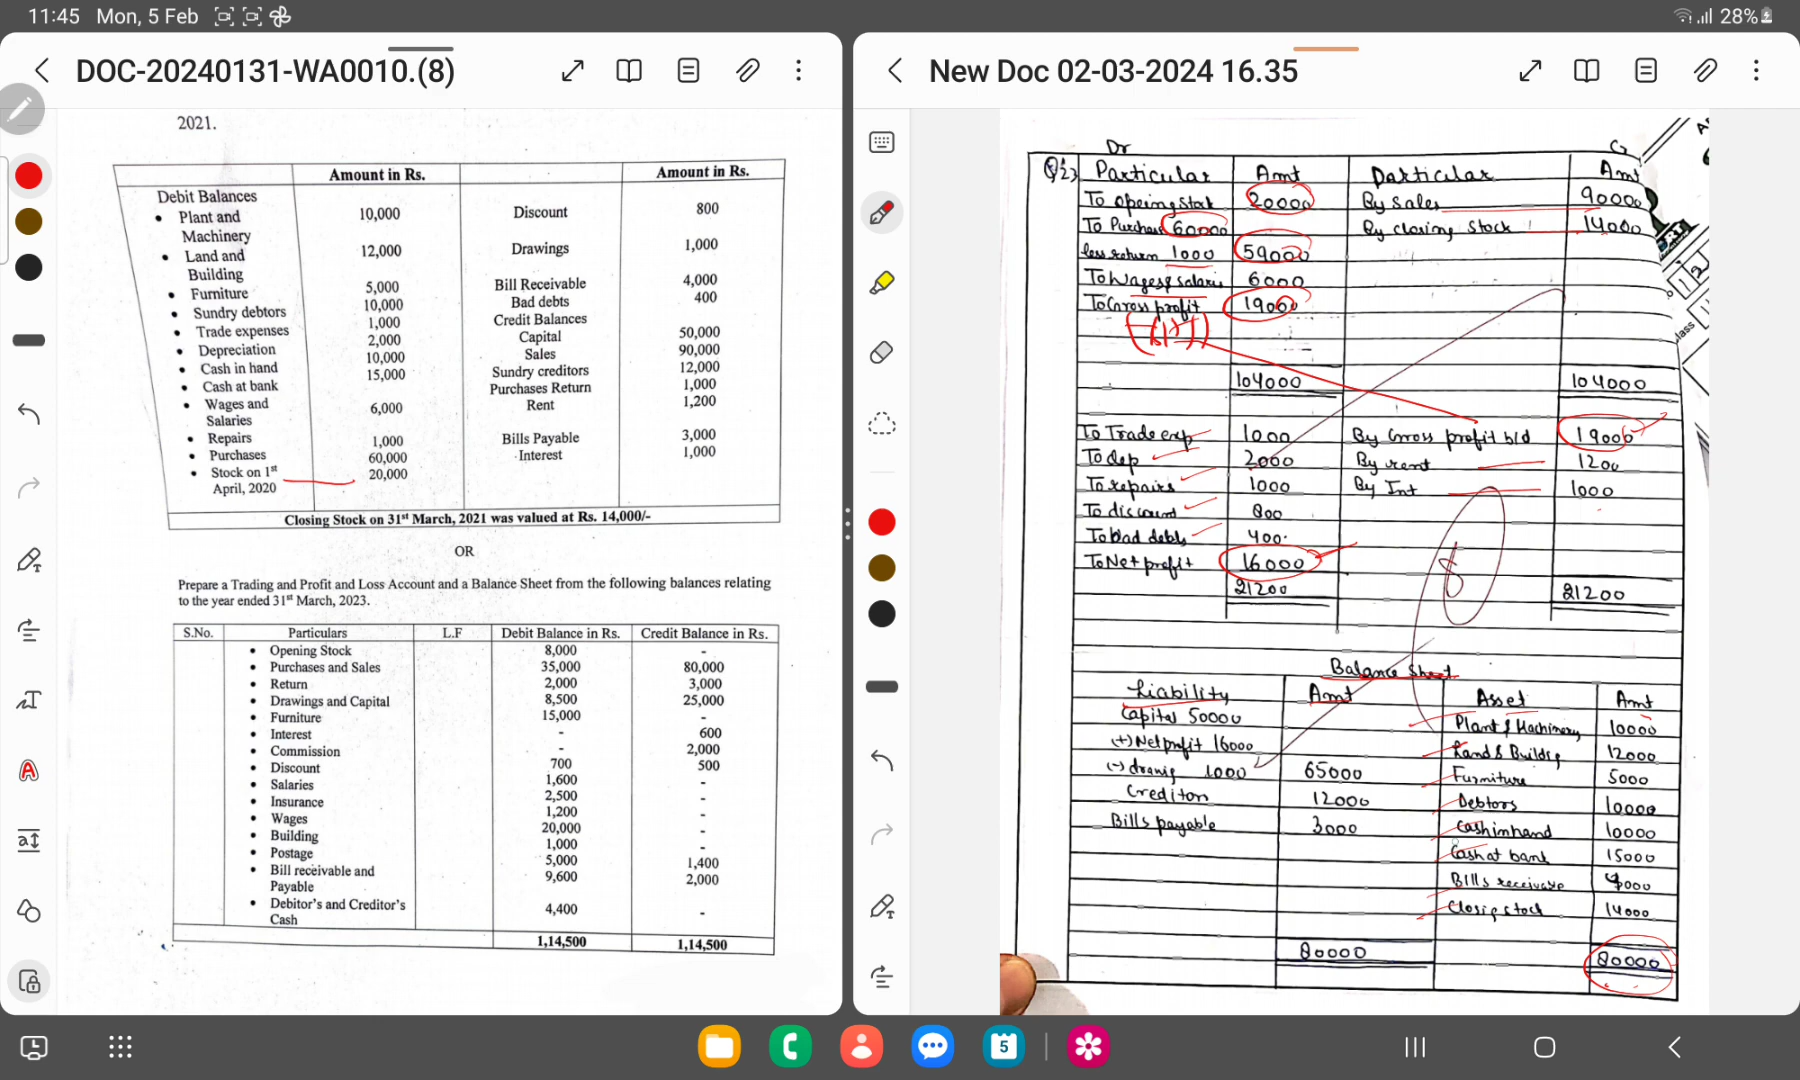 11:45 Mon, 5 Feb
28%
DOC-20240131-WA0010.(8)
2021.
Amount in Rs. Amount in Rs.
Debit Balances
• Plant and Machinery 10,000 Discount 800
• Land and Building 12,000 Drawings 1,000
• Furniture 5,000 Bill Receivable 4,000
• Sundry debtors 10,000 Bad debts 400
• Trade expenses 1,000 Credit Balances
• Depreciation 2,000 Capital 50,000
• Cash in hand 10,000 Sales 90,000
• Cash at bank 15,000 Sundry creditors 12,000
Purchases Return 1,000
• Wages and Salaries 6,000 Rent 1,200
• Repairs 1,000 Bills Payable 3,000
• Purchases 60,000 Interest 1,000
• Stock on 1st April, 2020 20,000
Closing Stock on 31st March, 2021 was valued at Rs. 14,000/-
OR
Prepare a Trading and Profit and Loss Account and a Balance Sheet from the following balances relating
to the year ended 31st March, 2023.
S.No. Particulars L.F Debit Balance in Rs. Credit Balance in Rs.
• Opening Stock 8,000 -
• Purchases and Sales 35,000 80,000
• Return 2,000 3,000
• Drawings and Capital 8,500 25,000
• Furniture 15,000 -
• Interest - 600
• Commission - 2,000
• Discount 700 500
• Salaries 1,600 -
• Insurance 2,500 -
• Wages 1,200 -
• Building 20,000 -
• Postage 1,000 -
• Bill receivable and Payable 5,000 1,400
• Debitor's and Creditor's 9,600 2,000
Cash 4,400 -
1,14,500 1,14,500
New Doc 02-03-2024 16.35
Dr Cr
Q23 Particular Amt Particular Amt
To opening stock 20000 By Sales 90000
To Purchase 60000 By closing stock 14000
less return 1000 59000
To wages & salaries 6000
To Gross profit 19000
104000 104000
To Trade exp 1000 By Gross profit b/d 19000
To dep 2000 By rent 1200
To repairs 1000 By Int 1000
To discount 800
To bad debts 400
To Net profit 16000
21200 21200
8
Balance Sheet
Liability Amt Asset Amt
Capital 50000 Plant & Machinery 10000
(+) Net profit 16000 Land & Building 12000
(-) drawing 1000 65000 Furniture 5000
Creditors 12000 Debtors 10000
Bills payable 3000 Cash in hand 10000
Cash at bank 15000
Bills receivable 4000
Closing stock 14000
80000 80000
lass
5